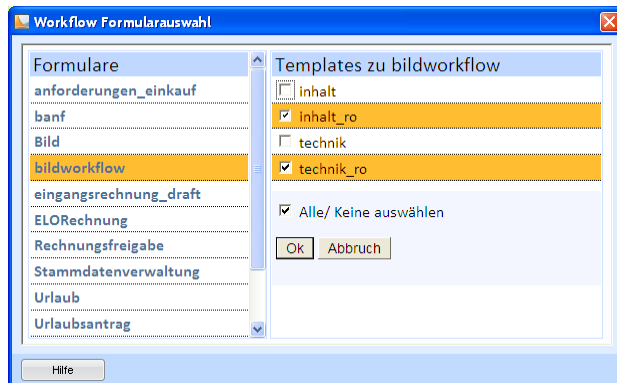 Workflow Formularauswahl
Formulare
anforderungen_einkauf
banf
Bild
bildworkflow
eingangsrechnung_draft
ELORechnung
Rechnungsfreigabe
Stammdatenverwaltung
Urlaub
Urlaubsantrag
Templates zu bildworkflow
inhalt
inhalt_ro
technik
technik_ro
Alle/ Keine auswählen
Ok Abbruch
Hilfe